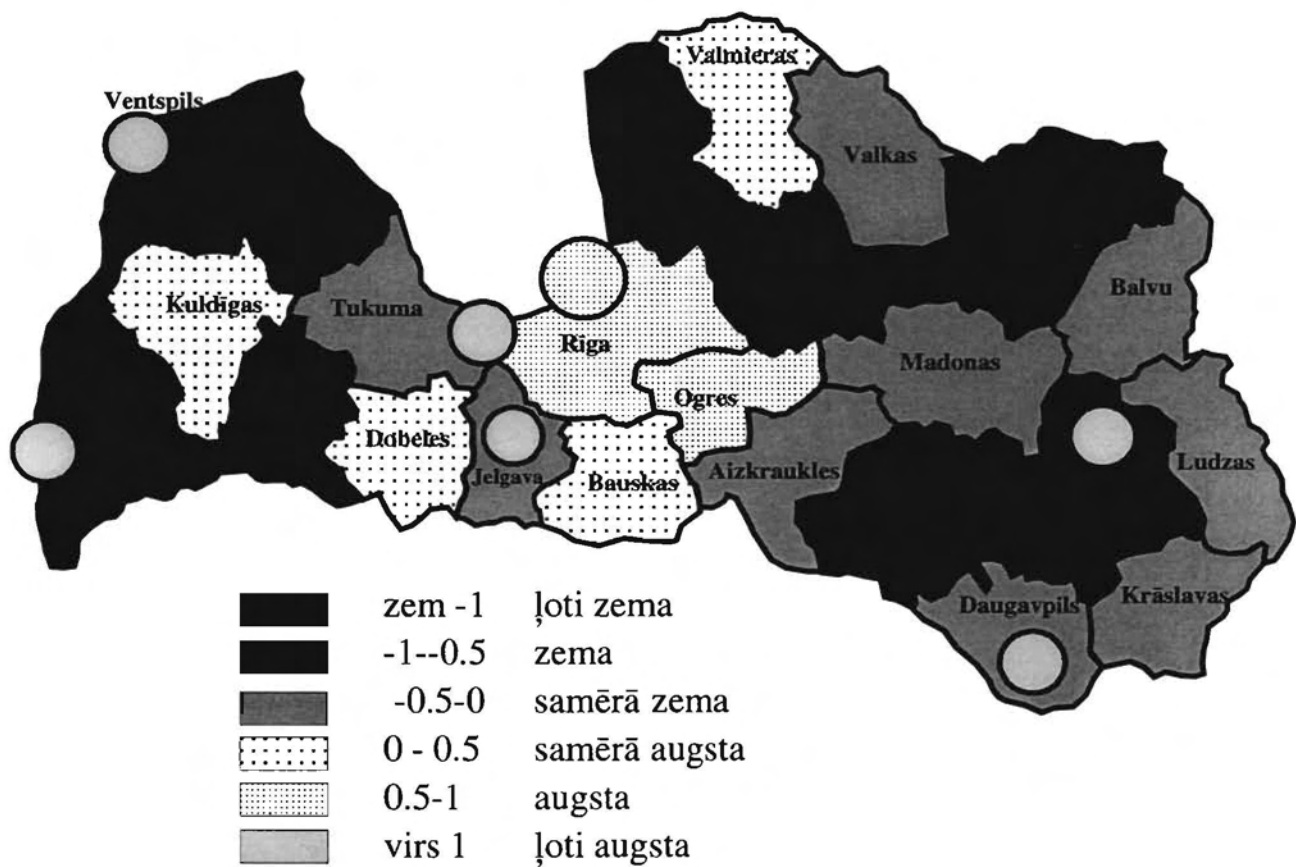 Valmieras
Ventspils
Valkas
Balvu
Kuldīgas
Tukuma
Rīga
Madonas
Ogres
Dobeles
Jelgava
Bauskas
Aizkraukles
Ludzas
Daugavpils
Krāslavas
zem -1 ļoti zema
-1--0.5 zema
-0.5-0 samērā zema
0 - 0.5 samērā augsta
0.5-1 augsta
virs 1 ļoti augsta